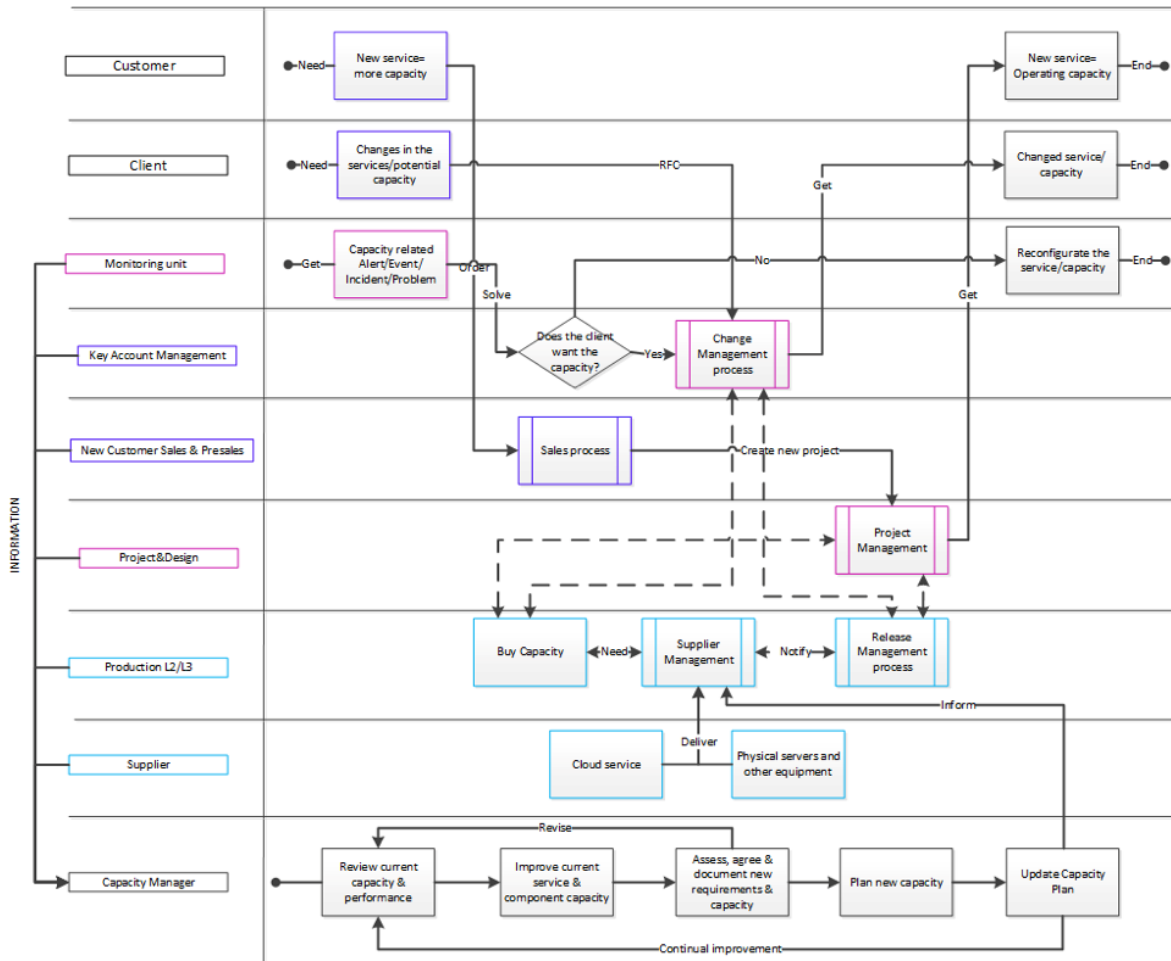 Customer
Need
New service=
more capacity
New service=
Operating capacity
End
Client
Need
Changes in the
services/potential
capacity
RFC
Get
Changed service/
capacity
End
Monitoring unit
Get
Capacity related
Alert/Event/
Incident/Problem
Order
Solve
No
Reconfigurate the
service/capacity
End
Get
Key Account Management
Does the client
want the
capacity?
Yes
Change
Management
process
New Customer Sales & Presales
Sales process
Create new project
INFORMATION
Project&Design
Project
Management
Production L2/L3
Buy Capacity
Need
Supplier
Management
Notify
Release
Management
process
Inform
Supplier
Cloud service
Deliver
Physical servers and
other equipment
Revise
Capacity Manager
Review current
capacity &
performance
Improve current
service &
component capacity
Assess, agree &
document new
requirements &
capacity
Plan new capacity
Update Capacity
Plan
Continual improvement